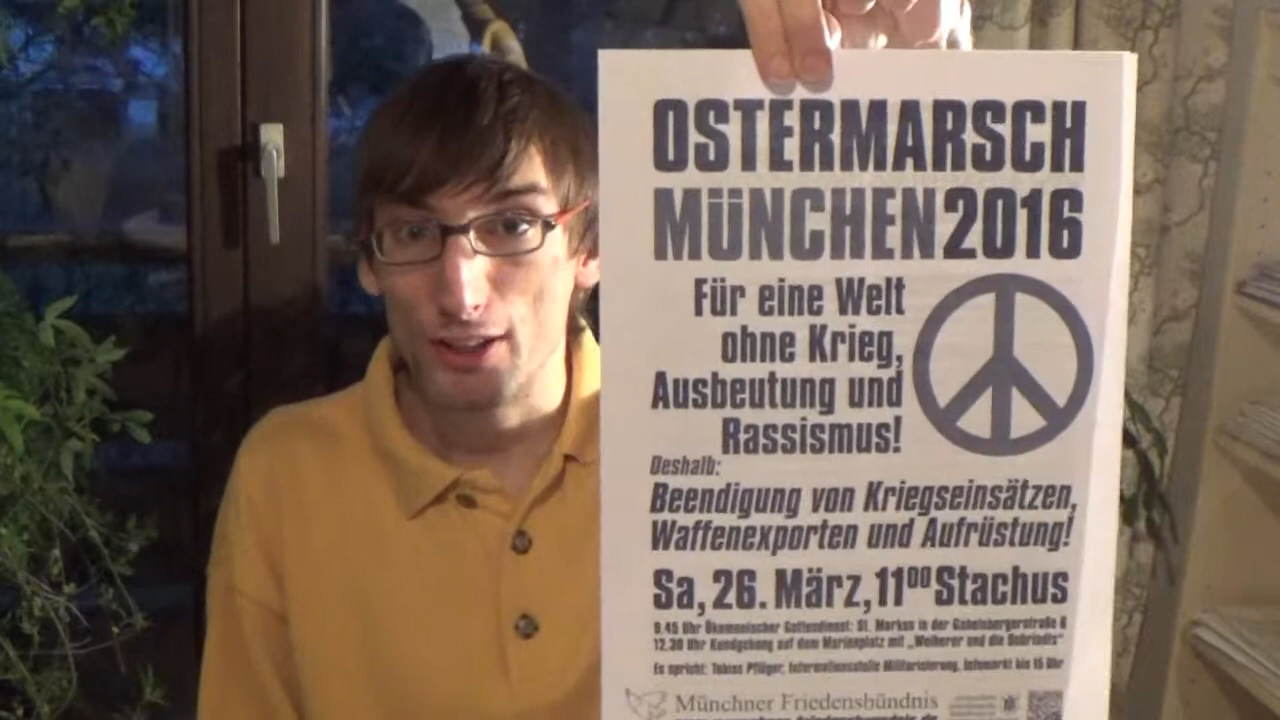 OSTERMARSCH
MÜNCHEN 2016
Für eine Welt
ohne Krieg,
Ausbeutung und
Rassismus!
Deshalb:
Beendigung von Kriegseinsätzen,
Waffenexporten und Aufrüstung!
Sa, 26. März, 11⁰⁰ Stachus
9.45 Uhr Ökumenischer Gottesdienst: St. Markus in der Gabelsbergerstraße 6
12.30 Uhr Kundgebung auf dem Marienplatz mit „Weiherer und die Dobrindts“
Es spricht: Tobias Pflüger, Informationsstelle Militarisierung, Infomarkt bis 15 Uhr
Münchner Friedensbündnis